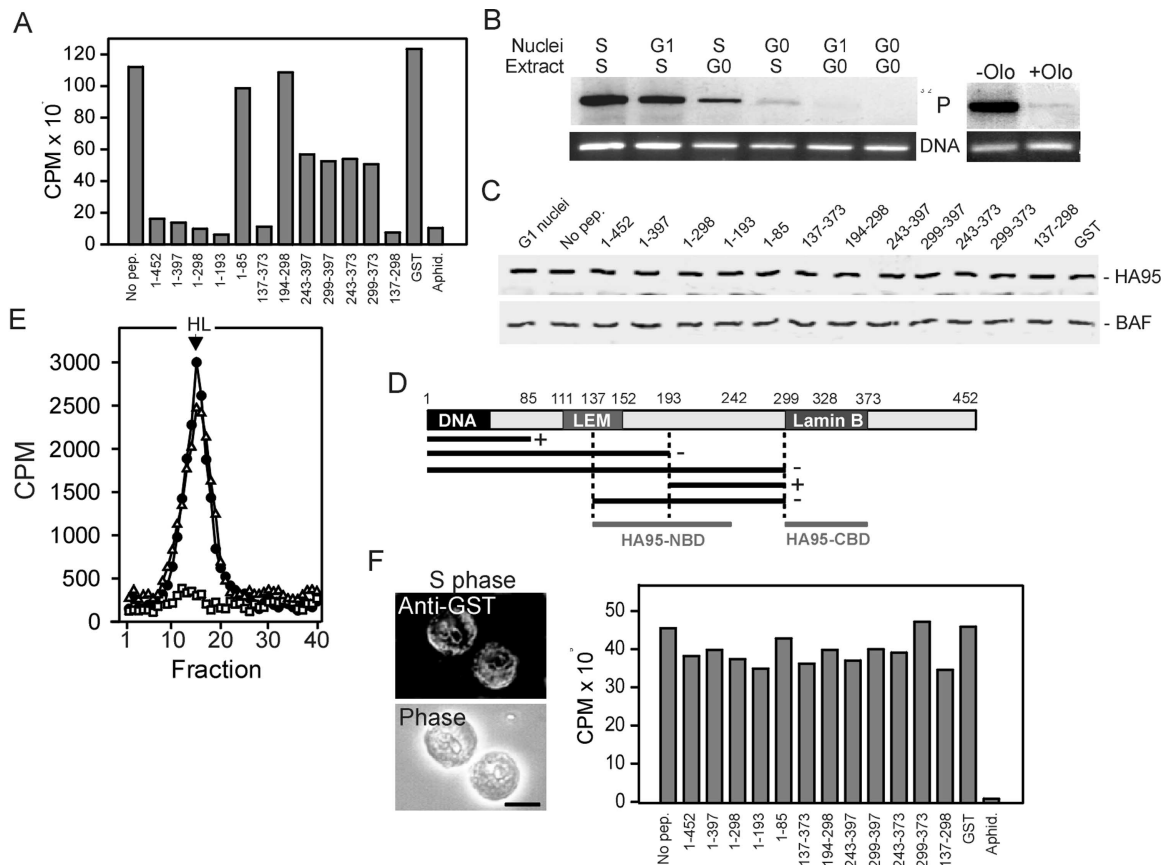 A
CPM x 10
120
100
80
60
40
20
0
No pep.
1-452
1-397
1-298
1-193
1-85
137-373
194-298
243-397
299-397
243-373
299-373
137-298
GST
Aphid.
B
Nuclei S G1 S G0 G1 G0
Extract S S G0 S G0 G0
-Olo +Olo
P
DNA
C
G1 nuclei
No pep.
1-452
1-397
1-298
1-193
1-85
137-373
194-298
243-397
299-397
243-373
299-373
137-298
GST
- HA95
- BAF
D
1 85 111 137 152 193 242 299 328 373 452
DNA LEM Lamin B
+
-
-
+
-
HA95-NBD HA95-CBD
E
HL
CPM
3000
2500
2000
1500
1000
500
0
1 10 20 30 40
Fraction
F
S phase
Anti-GST
Phase
CPM x 10
50
40
30
20
10
0
No pep.
1-452
1-397
1-298
1-193
1-85
137-373
194-298
243-397
299-397
243-373
299-373
137-298
GST
Aphid.